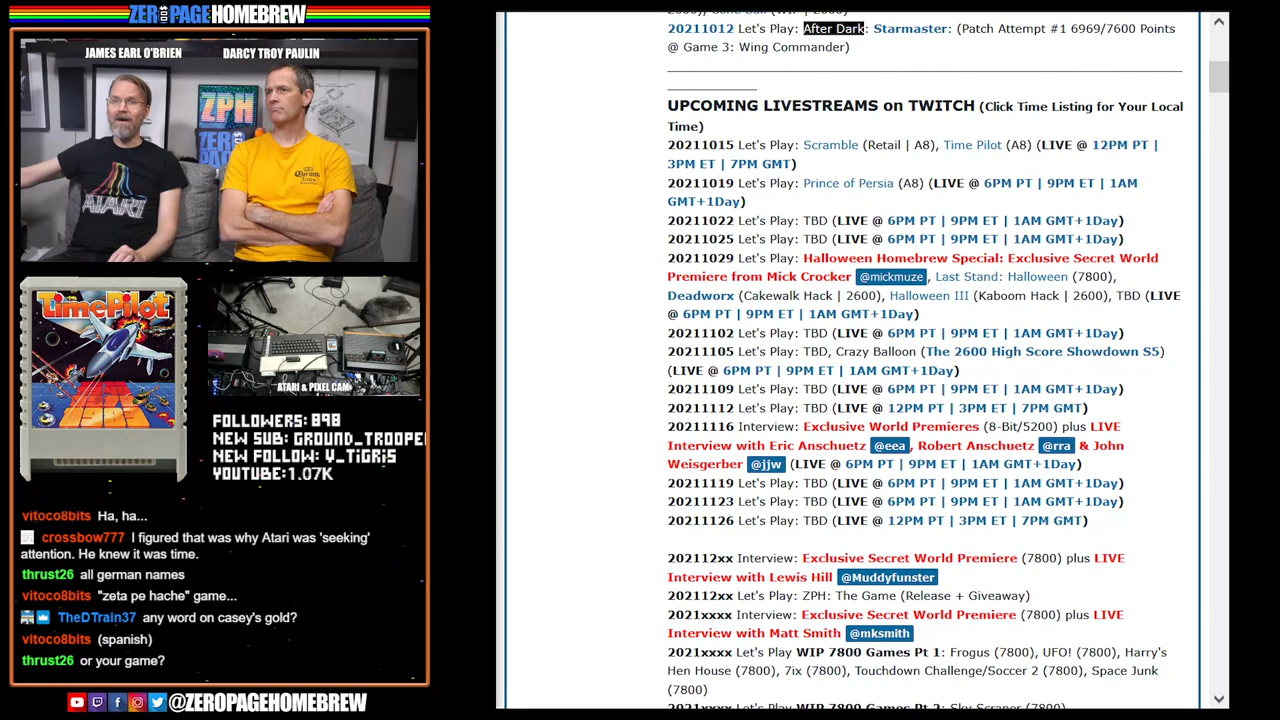 ZERO PAGE HOMEBREW
JAMES EARL O'BRIEN
DARCY TROY PAULIN
ZPH
ATARI
Corona
Time Pilot
1983
ATARI & PIXEL CAM
FOLLOWERS: 898
NEW SUB: GROUND_TROOPE
NEW FOLLOW: V_TIGRIS
YOUTUBE:1.07K
vitoco8bits Ha, ha...
crossbow777 I figured that was why Atari was 'seeking'
attention. He knew it was time.
thrust26 all german names
vitoco8bits "zeta pe hache" game...
TheDTrain37 any word on casey's gold?
vitoco8bits (spanish)
thrust26 or your game?
@ZEROPAGEHOMEBREW
20211012 Let's Play: After Dark: Starmaster: (Patch Attempt #1 6969/7600 Points
@ Game 3: Wing Commander)
UPCOMING LIVESTREAMS on TWITCH (Click Time Listing for Your Local
Time)
20211015 Let's Play: Scramble (Retail | A8), Time Pilot (A8) (LIVE @ 12PM PT |
3PM ET | 7PM GMT)
20211019 Let's Play: Prince of Persia (A8) (LIVE @ 6PM PT | 9PM ET | 1AM
GMT+1Day)
20211022 Let's Play: TBD (LIVE @ 6PM PT | 9PM ET | 1AM GMT+1Day)
20211025 Let's Play: TBD (LIVE @ 6PM PT | 9PM ET | 1AM GMT+1Day)
20211029 Let's Play: Halloween Homebrew Special: Exclusive Secret World
Premiere from Mick Crocker @mickmuze, Last Stand: Halloween (7800),
Deadworx (Cakewalk Hack | 2600), Halloween III (Kaboom Hack | 2600), TBD (LIVE
@ 6PM PT | 9PM ET | 1AM GMT+1Day)
20211102 Let's Play: TBD (LIVE @ 6PM PT | 9PM ET | 1AM GMT+1Day)
20211105 Let's Play: TBD, Crazy Balloon (The 2600 High Score Showdown S5)
(LIVE @ 6PM PT | 9PM ET | 1AM GMT+1Day)
20211109 Let's Play: TBD (LIVE @ 6PM PT | 9PM ET | 1AM GMT+1Day)
20211112 Let's Play: TBD (LIVE @ 12PM PT | 3PM ET | 7PM GMT)
20211116 Interview: Exclusive World Premieres (8-Bit/5200) plus LIVE
Interview with Eric Anschuetz @eea, Robert Anschuetz @rra & John
Weisgerber @jjw (LIVE @ 6PM PT | 9PM ET | 1AM GMT+1Day)
20211119 Let's Play: TBD (LIVE @ 6PM PT | 9PM ET | 1AM GMT+1Day)
20211123 Let's Play: TBD (LIVE @ 6PM PT | 9PM ET | 1AM GMT+1Day)
20211126 Let's Play: TBD (LIVE @ 12PM PT | 3PM ET | 7PM GMT)
202112xx Interview: Exclusive Secret World Premiere (7800) plus LIVE
Interview with Lewis Hill @Muddyfunster
202112xx Let's Play: ZPH: The Game (Release + Giveaway)
2021xxxx Interview: Exclusive Secret World Premiere (7800) plus LIVE
Interview with Matt Smith @mksmith
2021xxxx Let's Play WIP 7800 Games Pt 1: Frogus (7800), UFO! (7800), Harry's
Hen House (7800), 7ix (7800), Touchdown Challenge/Soccer 2 (7800), Space Junk
(7800)
2021xxxx Let's Play WIP 7800 Games Pt 2: Sky Scraper (7800)